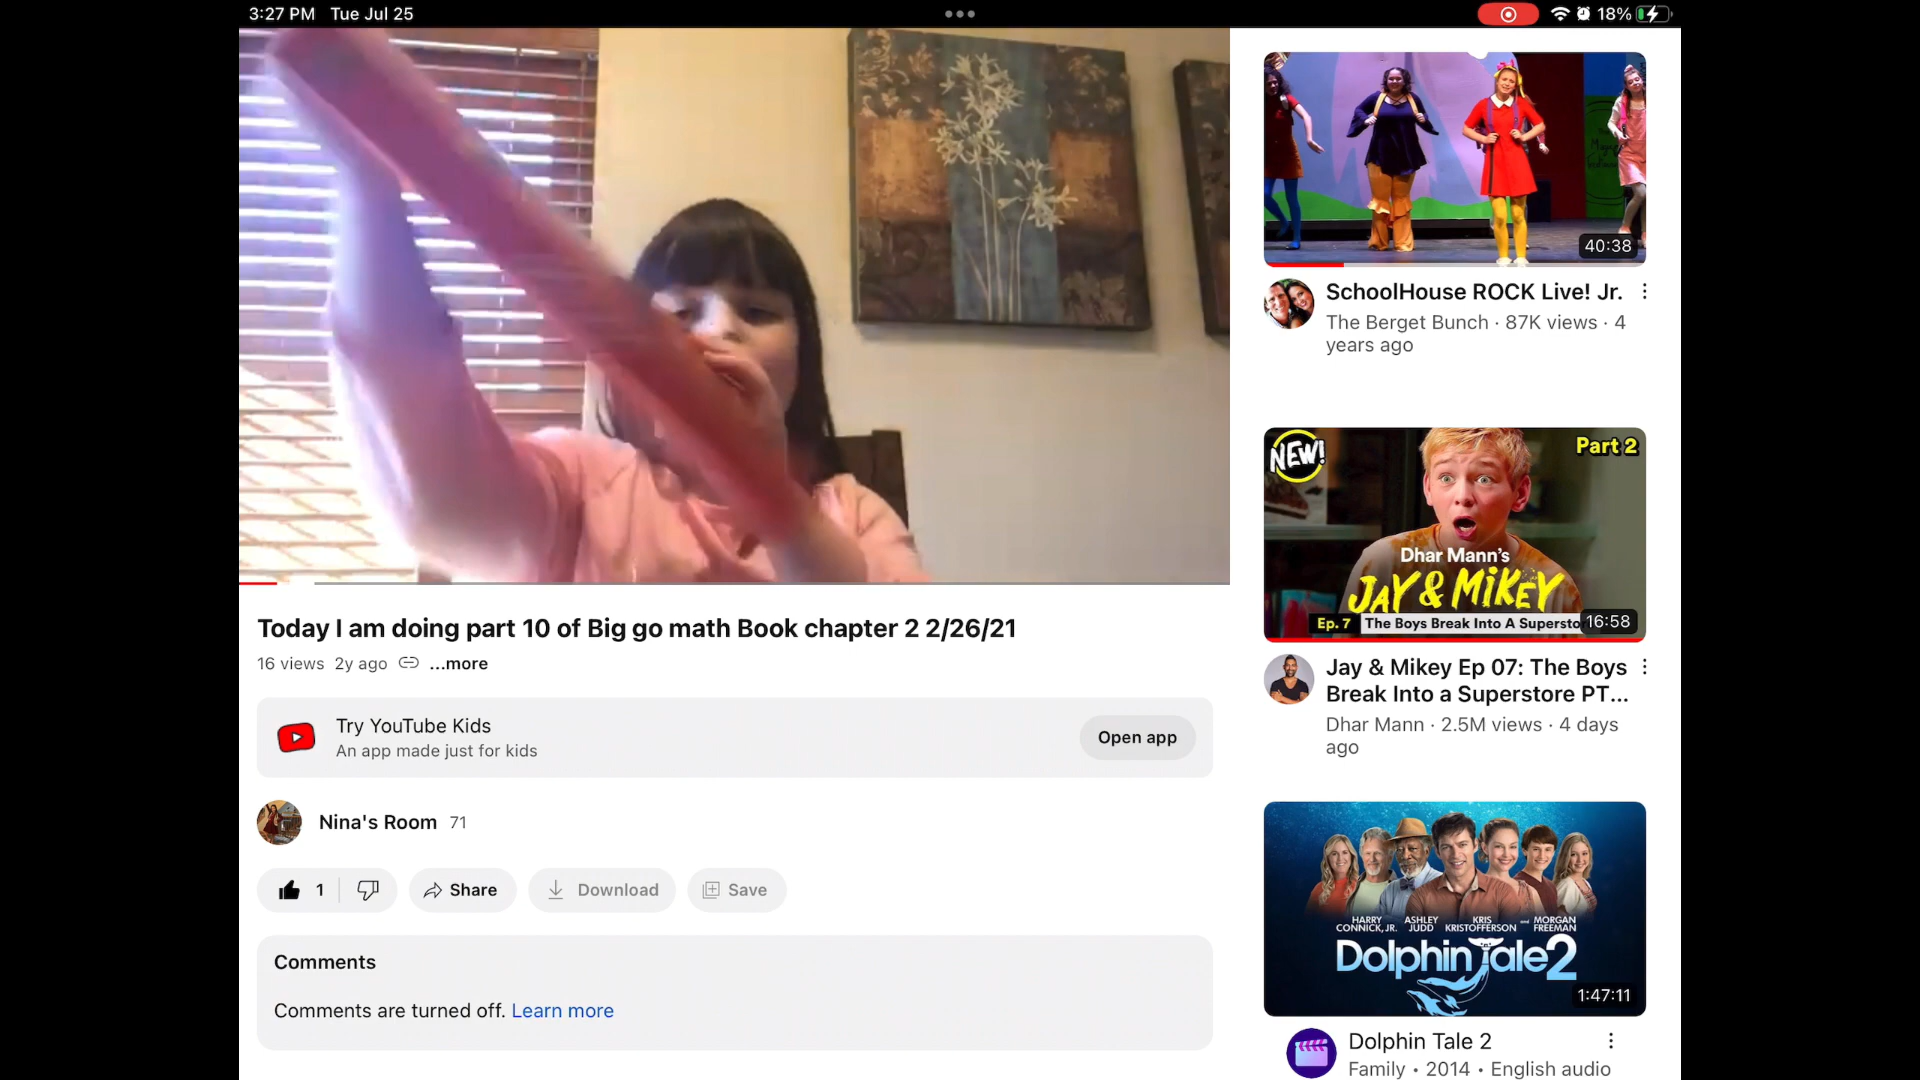 3:27 PM Tue Jul 25
18%
Today I am doing part 10 of Big go math Book chapter 2 2/26/21
16 views 2y ago ...more
Try YouTube Kids
An app made just for kids
Open app
Nina's Room 71
1
Share
Download
Save
Comments
Comments are turned off. Learn more
40:38
SchoolHouse ROCK Live! Jr.
The Berget Bunch · 87K views · 4
years ago
NEW!
Part 2
Dhar Mann's
JAY & MiKEY
Ep. 7 The Boys Break Into A Supersto
16:58
Jay & Mikey Ep 07: The Boys
Break Into a Superstore PT...
Dhar Mann · 2.5M views · 4 days
ago
HARRY CONNICK, JR.
ASHLEY JUDD
KRIS KRISTOFFERSON
and
MORGAN FREEMAN
Dolphin Tale 2
1:47:11
Dolphin Tale 2
Family • 2014 • English audio